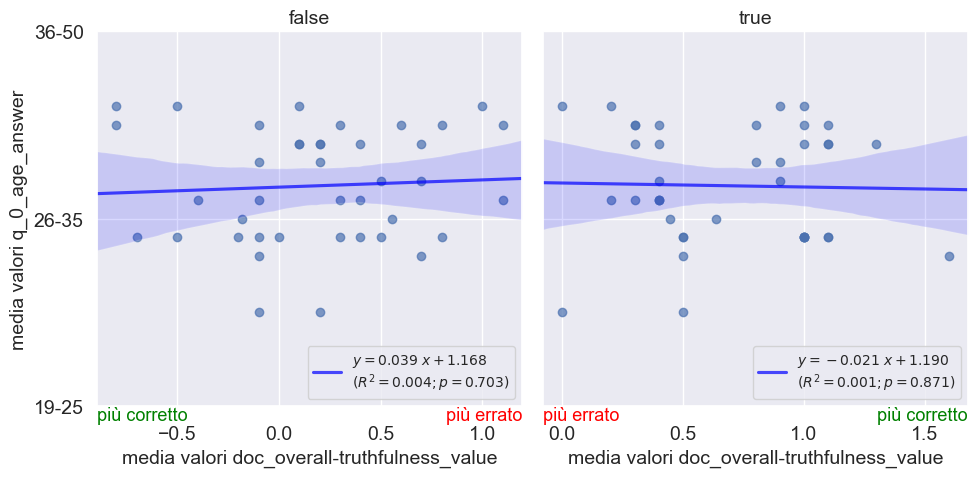 false
true
media valori q_0_age_answer
36-50
26-35
19-25
y = 0.039 x + 1.168
(R² = 0.004; p = 0.703)
y = −0.021 x + 1.190
(R² = 0.001; p = 0.871)
più corretto
più errato
più errato
più corretto
−0.5
0.0
0.5
1.0
0.0
0.5
1.0
1.5
media valori doc_overall-truthfulness_value
media valori doc_overall-truthfulness_value